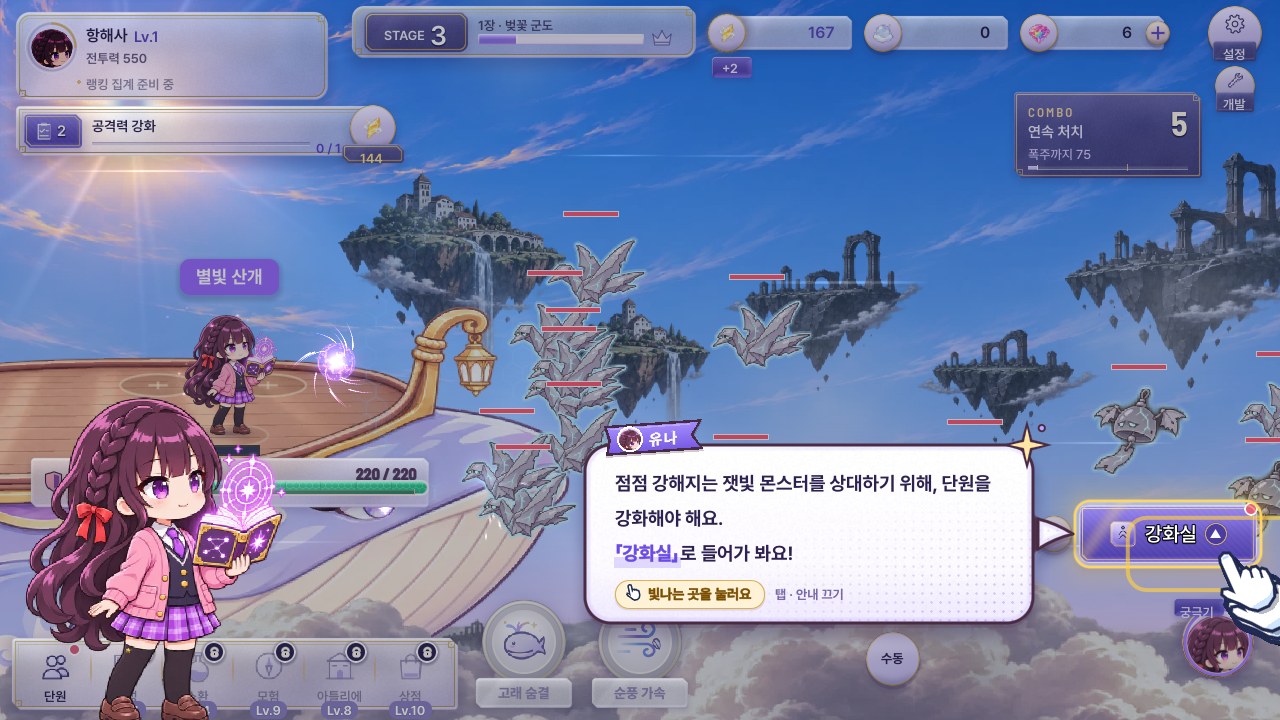 항해사 Lv.1
전투력 550
랭킹 집계 준비 중
STAGE 3
1장 · 벚꽃 군도
167
+2
0
6
설정
개발
2
공격력 강화
0 / 1
144
COMBO
연속 처치
5
폭주까지 75
별빛 산개
220 / 220
유나
점점 강해지는 잿빛 몬스터를 상대하기 위해, 단원을
강화해야 해요.
『강화실』로 들어가 봐요!
빛나는 곳을 눌러요
탭 · 안내 끄기
강화실
궁극기
수동
고래 숨결
순풍 가속
단원
모험
Lv.9
아틀리에
Lv.8
상점
Lv.10